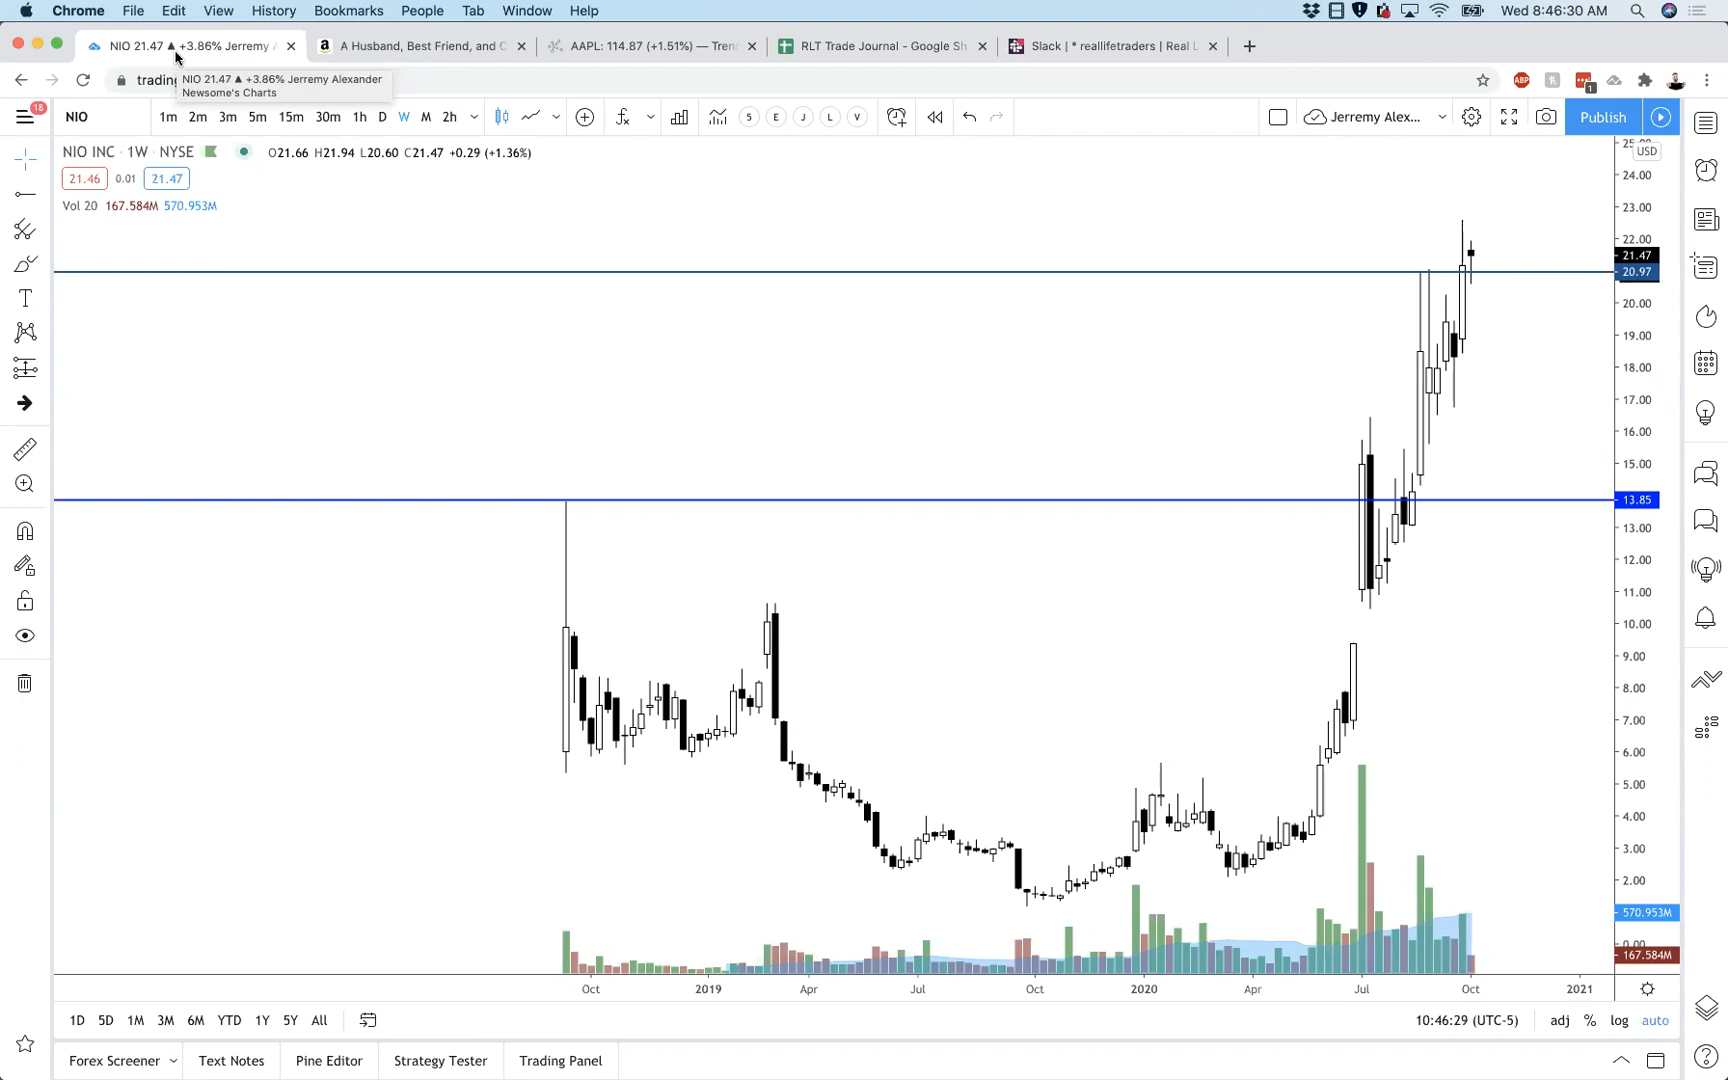 Chrome File Edit View History Bookmarks People Tab Window Help Wed 8:46:30 AM
NIO 21.47 ▲ +3.86% Jerremy A × A Husband, Best Friend, and C × AAPL: 114.87 (+1.51%) — Tren × RLT Trade Journal - Google Sh × Slack | * reallifetraders | Real L × +
trading
NIO 21.47 ▲ +3.86% Jerremy Alexander
Newsome's Charts
ABP 1
18
NIO 1m 2m 3m 5m 15m 30m 1h D W M 2h 5 E J L V Jerremy Alex... Publish
NIO INC · 1W · NYSE O21.66 H21.94 L20.60 C21.47 +0.29 (+1.36%)
USD
21.46 0.01 21.47
Vol 20 167.584M 570.953M
24.00
23.00
22.00
21.47
20.97
20.00
19.00
18.00
17.00
16.00
15.00
13.85
13.00
12.00
11.00
10.00
9.00
8.00
7.00
6.00
5.00
4.00
3.00
2.00
570.953M
0.00
167.584M
Oct 2019 Apr Jul Oct 2020 Apr Jul Oct 2021
1D 5D 1M 3M 6M YTD 1Y 5Y All 10:46:29 (UTC-5) adj % log auto
Forex Screener Text Notes Pine Editor Strategy Tester Trading Panel